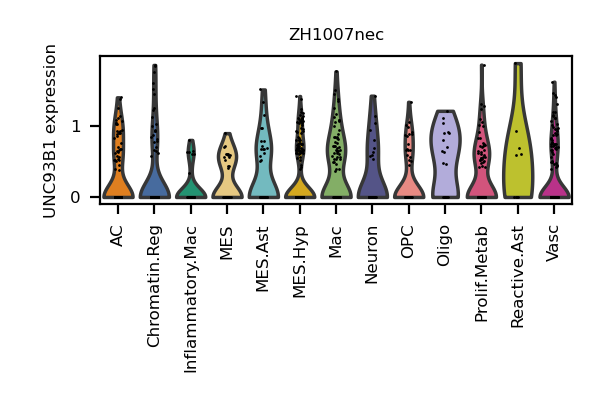 ZH1007nec
UNC93B1 expression
1
0
AC
Chromatin.Reg
Inflammatory.Mac
MES
MES.Ast
MES.Hyp
Mac
Neuron
OPC
Oligo
Prolif.Metab
Reactive.Ast
Vasc